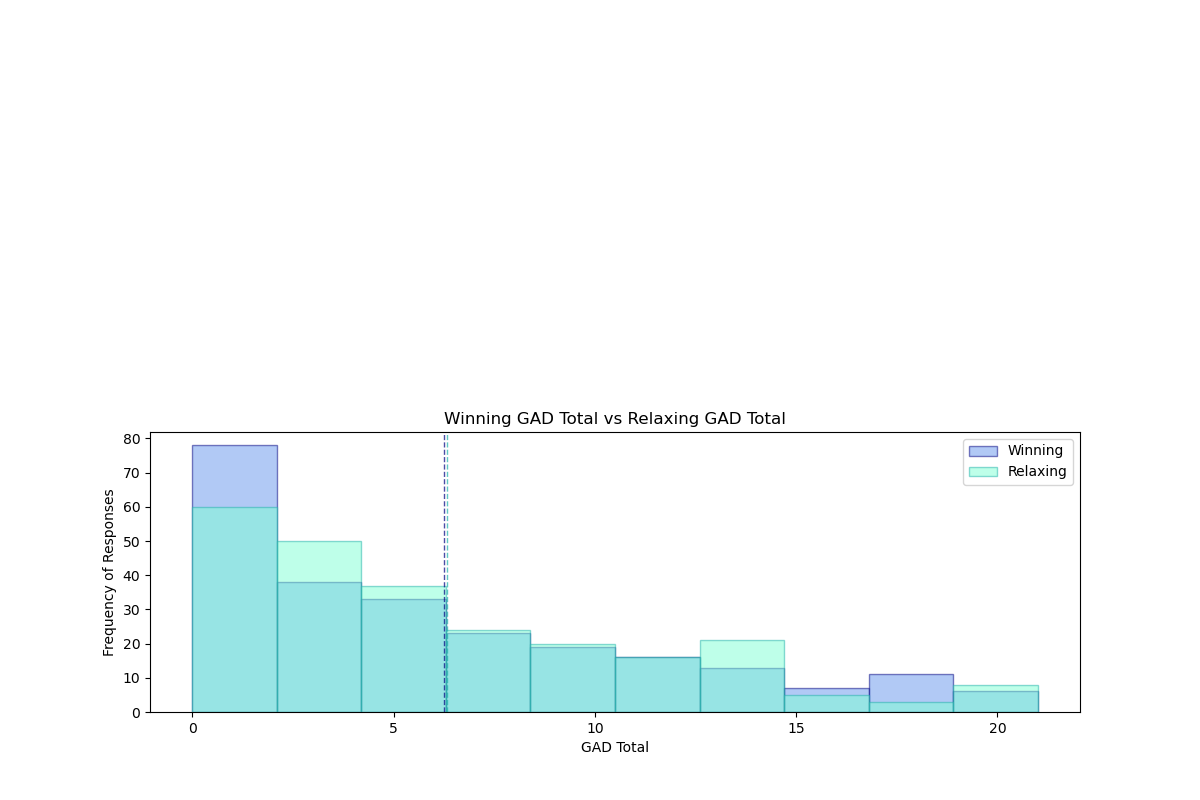 Winning GAD Total vs Relaxing GAD Total
Winning
Relaxing
Frequency of Responses
80
70
60
50
40
30
20
10
0
0 5 10 15 20
GAD Total